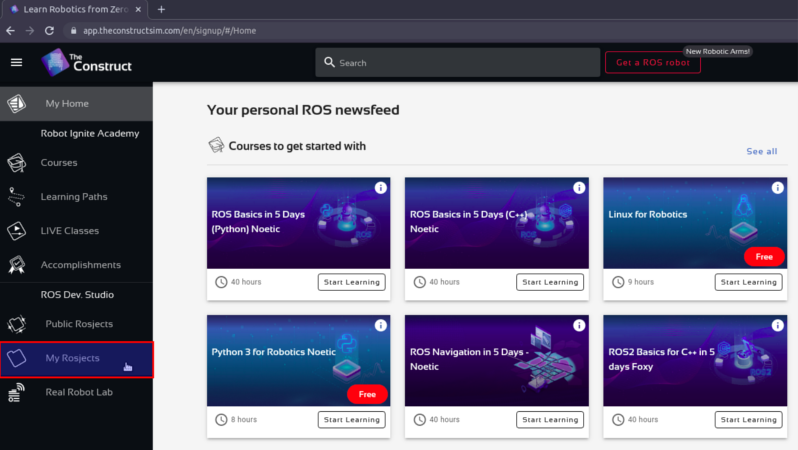 Learn Robotics from Zero
app.theconstructsim.com/en/signup/#/Home
The
Construct
Search
New Robotic Arms!
Get a ROS robot
My Home
Robot Ignite Academy
Courses
Learning Paths
LIVE Classes
Accomplishments
ROS Dev. Studio
Public Rosjects
My Rosjects
Real Robot Lab
Your personal ROS newsfeed
Courses to get started with
See all
ROS Basics in 5 Days
(Python) Noetic
ROS
40 hours
Start Learning
ROS Basics in 5 Days (C++)
Noetic
ROS
40 hours
Start Learning
Linux for Robotics
Free
9 hours
Start Learning
Python 3 for Robotics Noetic
Free
8 hours
Start Learning
ROS Navigation in 5 Days -
Noetic
40 hours
Start Learning
ROS2 Basics for C++ in 5
days Foxy
ROS2
40 hours
Start Learning